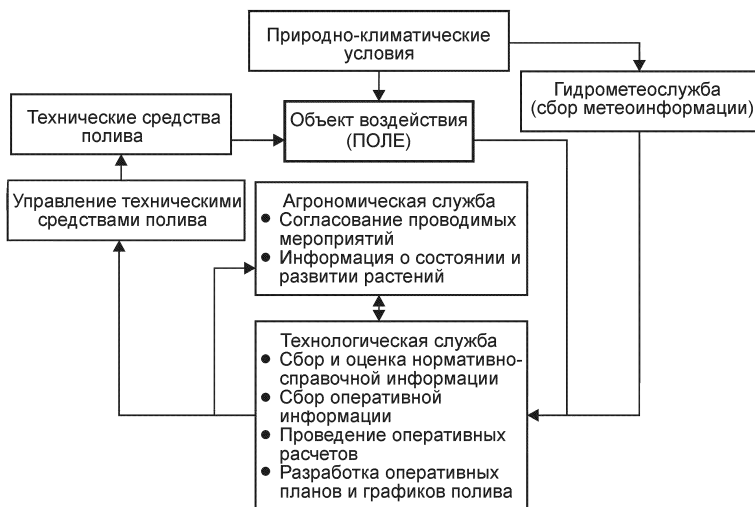 Природно-климатические
условия
Гидрометеослужба
(сбор метеоинформации)
Технические средства
полива
Объект воздействия
(ПОЛЕ)
Управление техническими
средствами полива
Агрономическая служба
● Согласование проводимых
мероприятий
● Информация о состоянии и
развитии растений
Технологическая служба
● Сбор и оценка нормативно-
справочной информации
● Сбор оперативной
информации
● Проведение оперативных
расчетов
● Разработка оперативных
планов и графиков полива